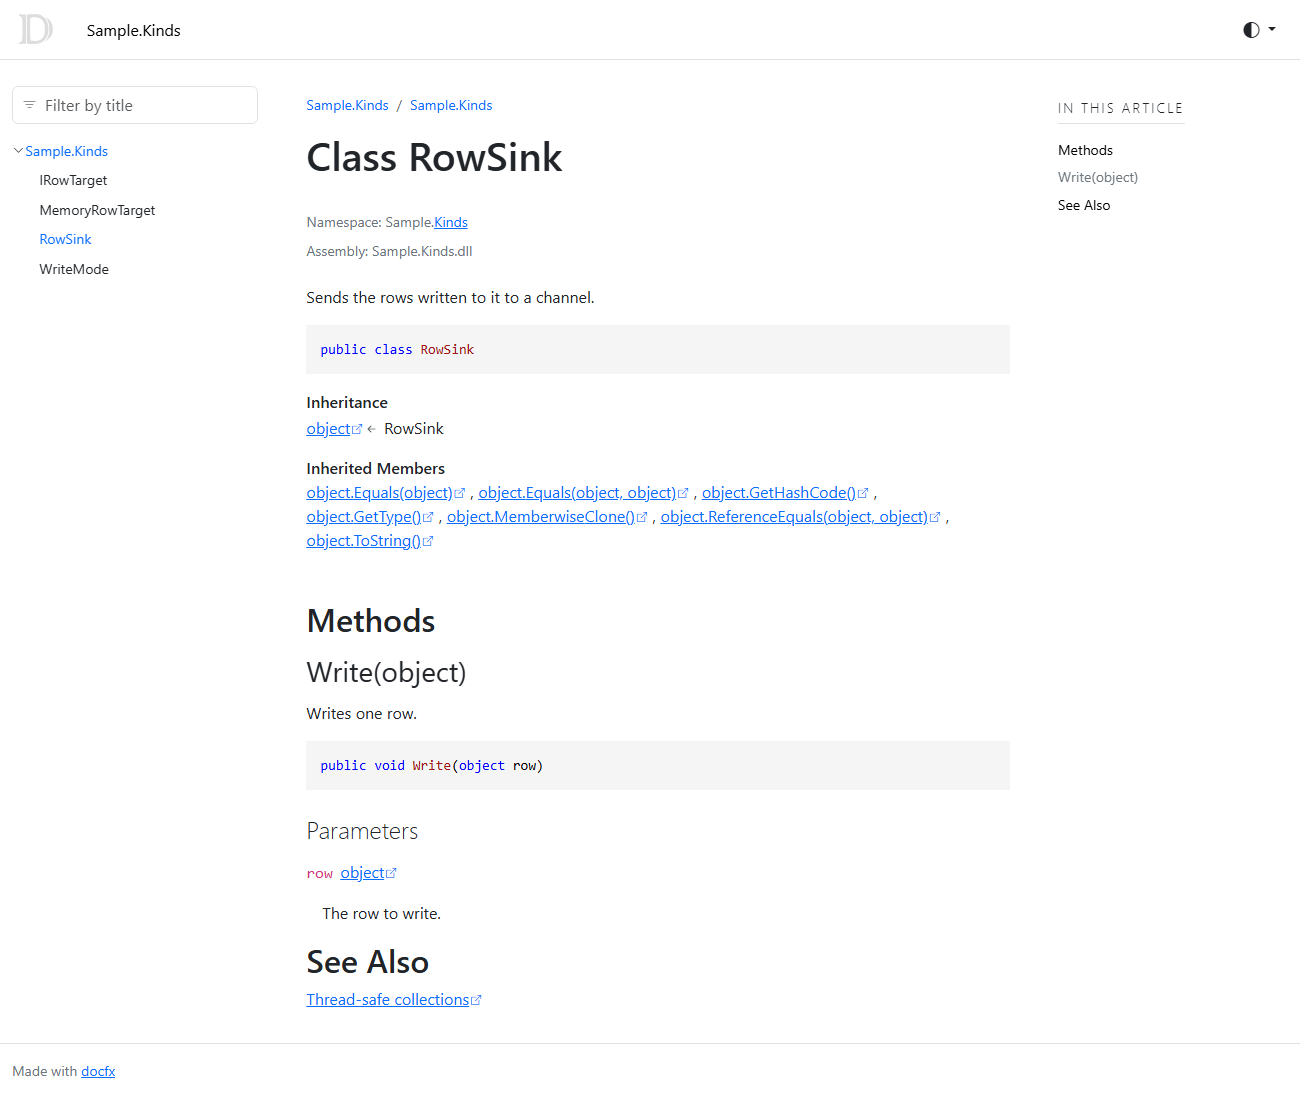 Sample.Kinds
Filter by title
Sample.Kinds
IRowTarget
MemoryRowTarget
RowSink
WriteMode
Sample.Kinds / Sample.Kinds
Class RowSink
Namespace: Sample.Kinds
Assembly: Sample.Kinds.dll
Sends the rows written to it to a channel.
public class RowSink
Inheritance
object ← RowSink
Inherited Members
object.Equals(object) , object.Equals(object, object) , object.GetHashCode() ,
object.GetType() , object.MemberwiseClone() , object.ReferenceEquals(object, object) ,
object.ToString()
Methods
Write(object)
Writes one row.
public void Write(object row)
Parameters
row object
The row to write.
See Also
Thread-safe collections
IN THIS ARTICLE
Methods
Write(object)
See Also
Made with docfx